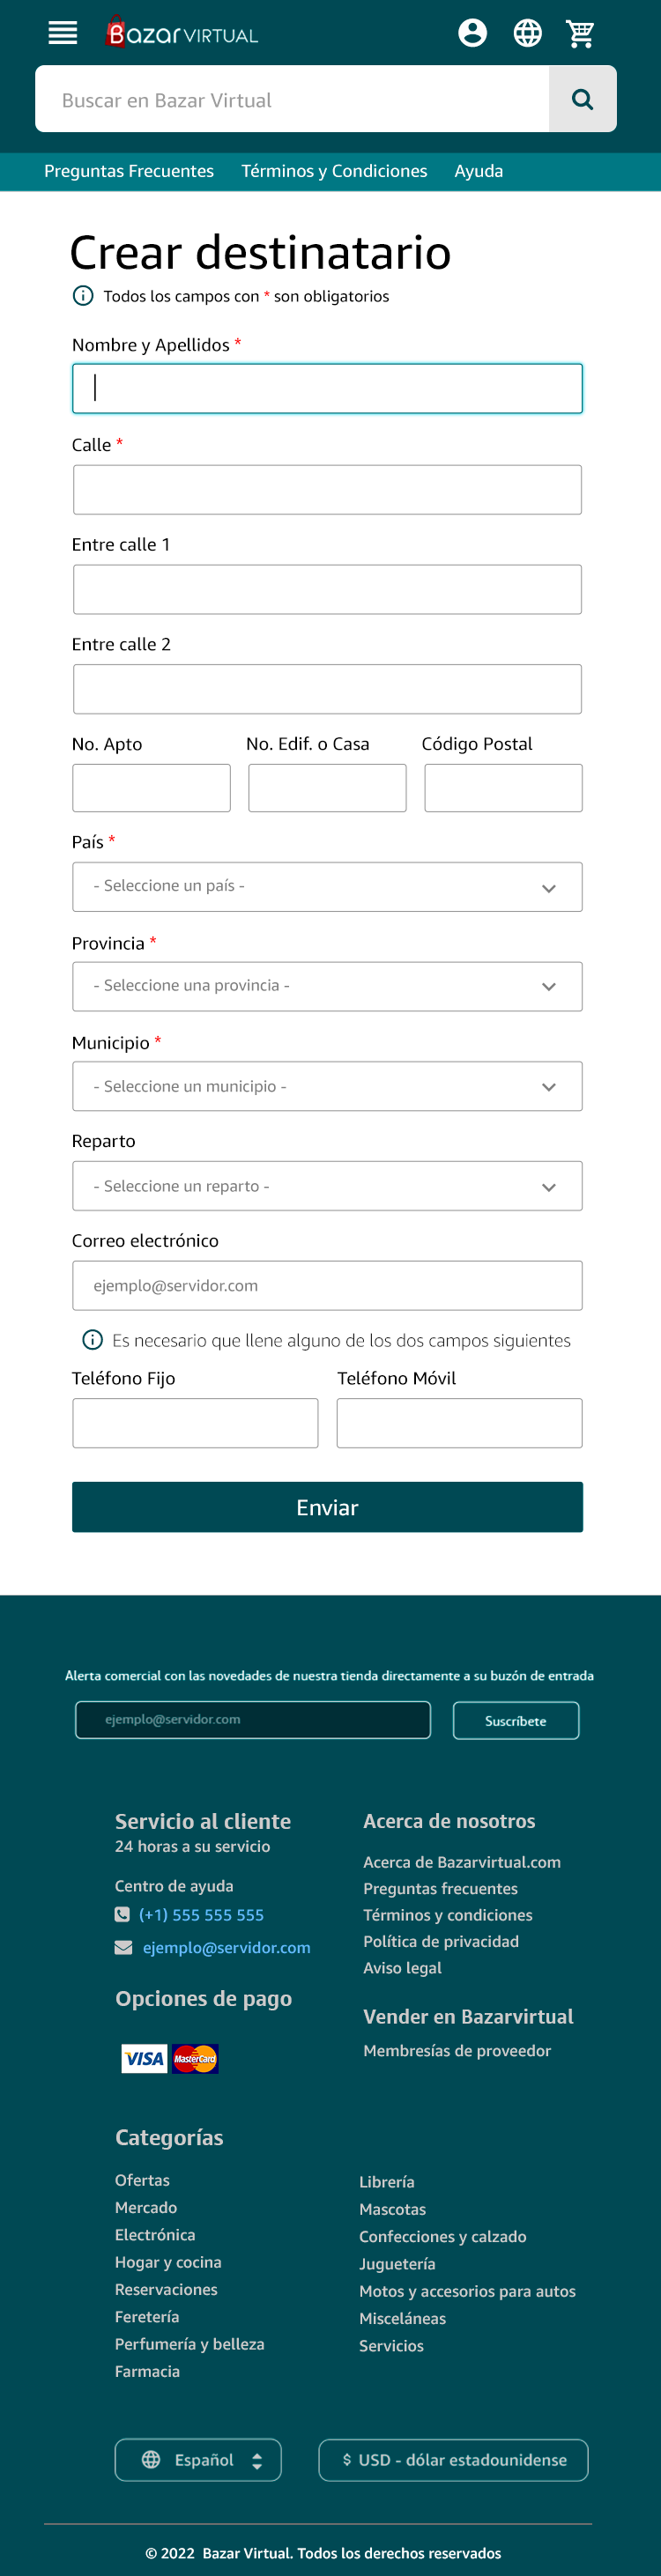 Bazar VIRTUAL
Buscar en Bazar Virtual
Preguntas Frecuentes Términos y Condiciones Ayuda
Crear destinatario
Todos los campos con * son obligatorios
Nombre y Apellidos *
Calle *
Entre calle 1
Entre calle 2
No. Apto No. Edif. o Casa Código Postal
País *
- Seleccione un país -
Provincia *
- Seleccione una provincia -
Municipio *
- Seleccione un municipio -
Reparto
- Seleccione un reparto -
Correo electrónico
ejemplo@servidor.com
Es necesario que llene alguno de los dos campos siguientes
Teléfono Fijo Teléfono Móvil
Enviar
Alerta comercial con las novedades de nuestra tienda directamente a su buzón de entrada
ejemplo@servidor.com Suscríbete
Servicio al cliente
24 horas a su servicio
Centro de ayuda
(+1) 555 555 555
ejemplo@servidor.com
Opciones de pago
VISA MasterCard
Acerca de nosotros
Acerca de Bazarvirtual.com
Preguntas frecuentes
Términos y condiciones
Política de privacidad
Aviso legal
Vender en Bazarvirtual
Membresías de proveedor
Categorías
Ofertas
Mercado
Electrónica
Hogar y cocina
Reservaciones
Feretería
Perfumería y belleza
Farmacia
Librería
Mascotas
Confecciones y calzado
Juguetería
Motos y accesorios para autos
Misceláneas
Servicios
Español $ USD - dólar estadounidense
© 2022 Bazar Virtual. Todos los derechos reservados